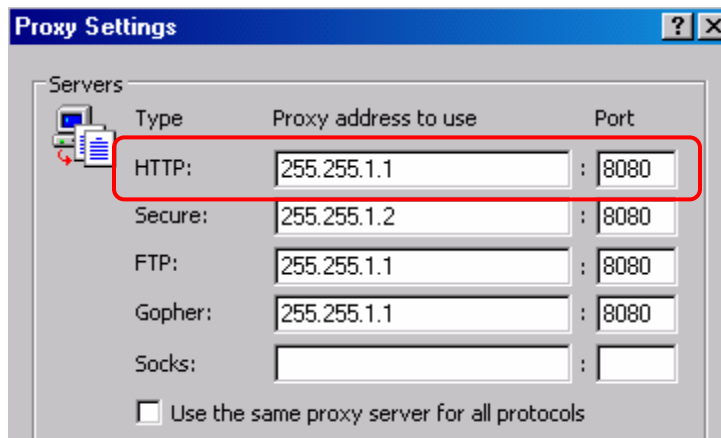 Proxy Settings
Servers
Type Proxy address to use Port
HTTP: 255.255.1.1 : 8080
Secure: 255.255.1.2 : 8080
FTP: 255.255.1.1 : 8080
Gopher: 255.255.1.1 : 8080
Socks: :
Use the same proxy server for all protocols